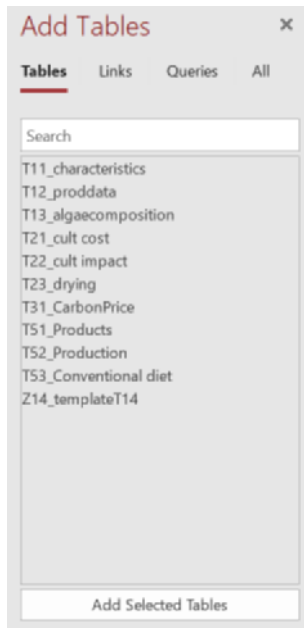 Add Tables
Tables Links Queries All
Search
T11_characteristics
T12_proddata
T13_algaecomposition
T21_cult cost
T22_cult impact
T23_drying
T31_CarbonPrice
T51_Products
T52_Production
T53_Conventional diet
Z14_templateT14
Add Selected Tables